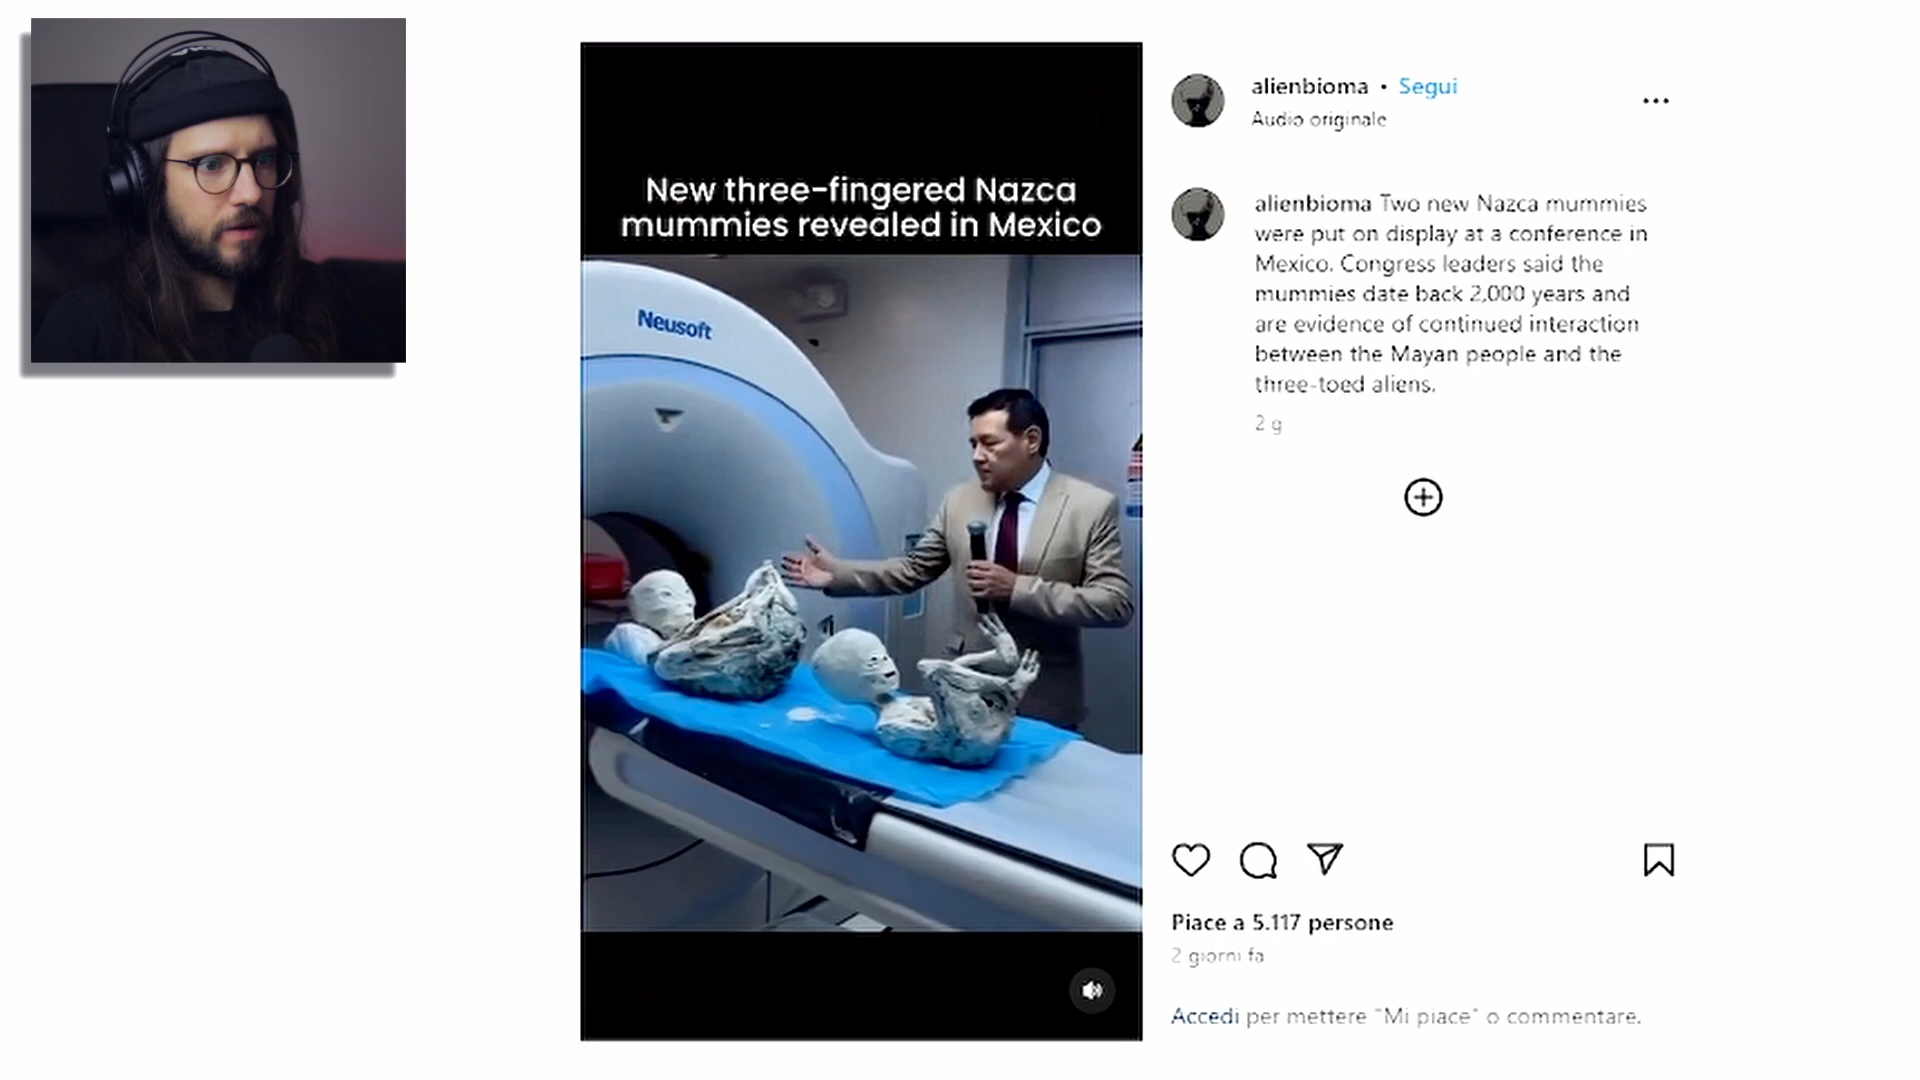 New three-fingered Nazca
mummies revealed in Mexico
Neusoft
alienbioma • Segui
Audio originale
alienbioma Two new Nazca mummies
were put on display at a conference in
Mexico. Congress leaders said the
mummies date back 2,000 years and
are evidence of continued interaction
between the Mayan people and the
three-toed aliens.
2 g
Piace a 5.117 persone
2 giorni fa
Accedi per mettere "Mi piace" o commentare.